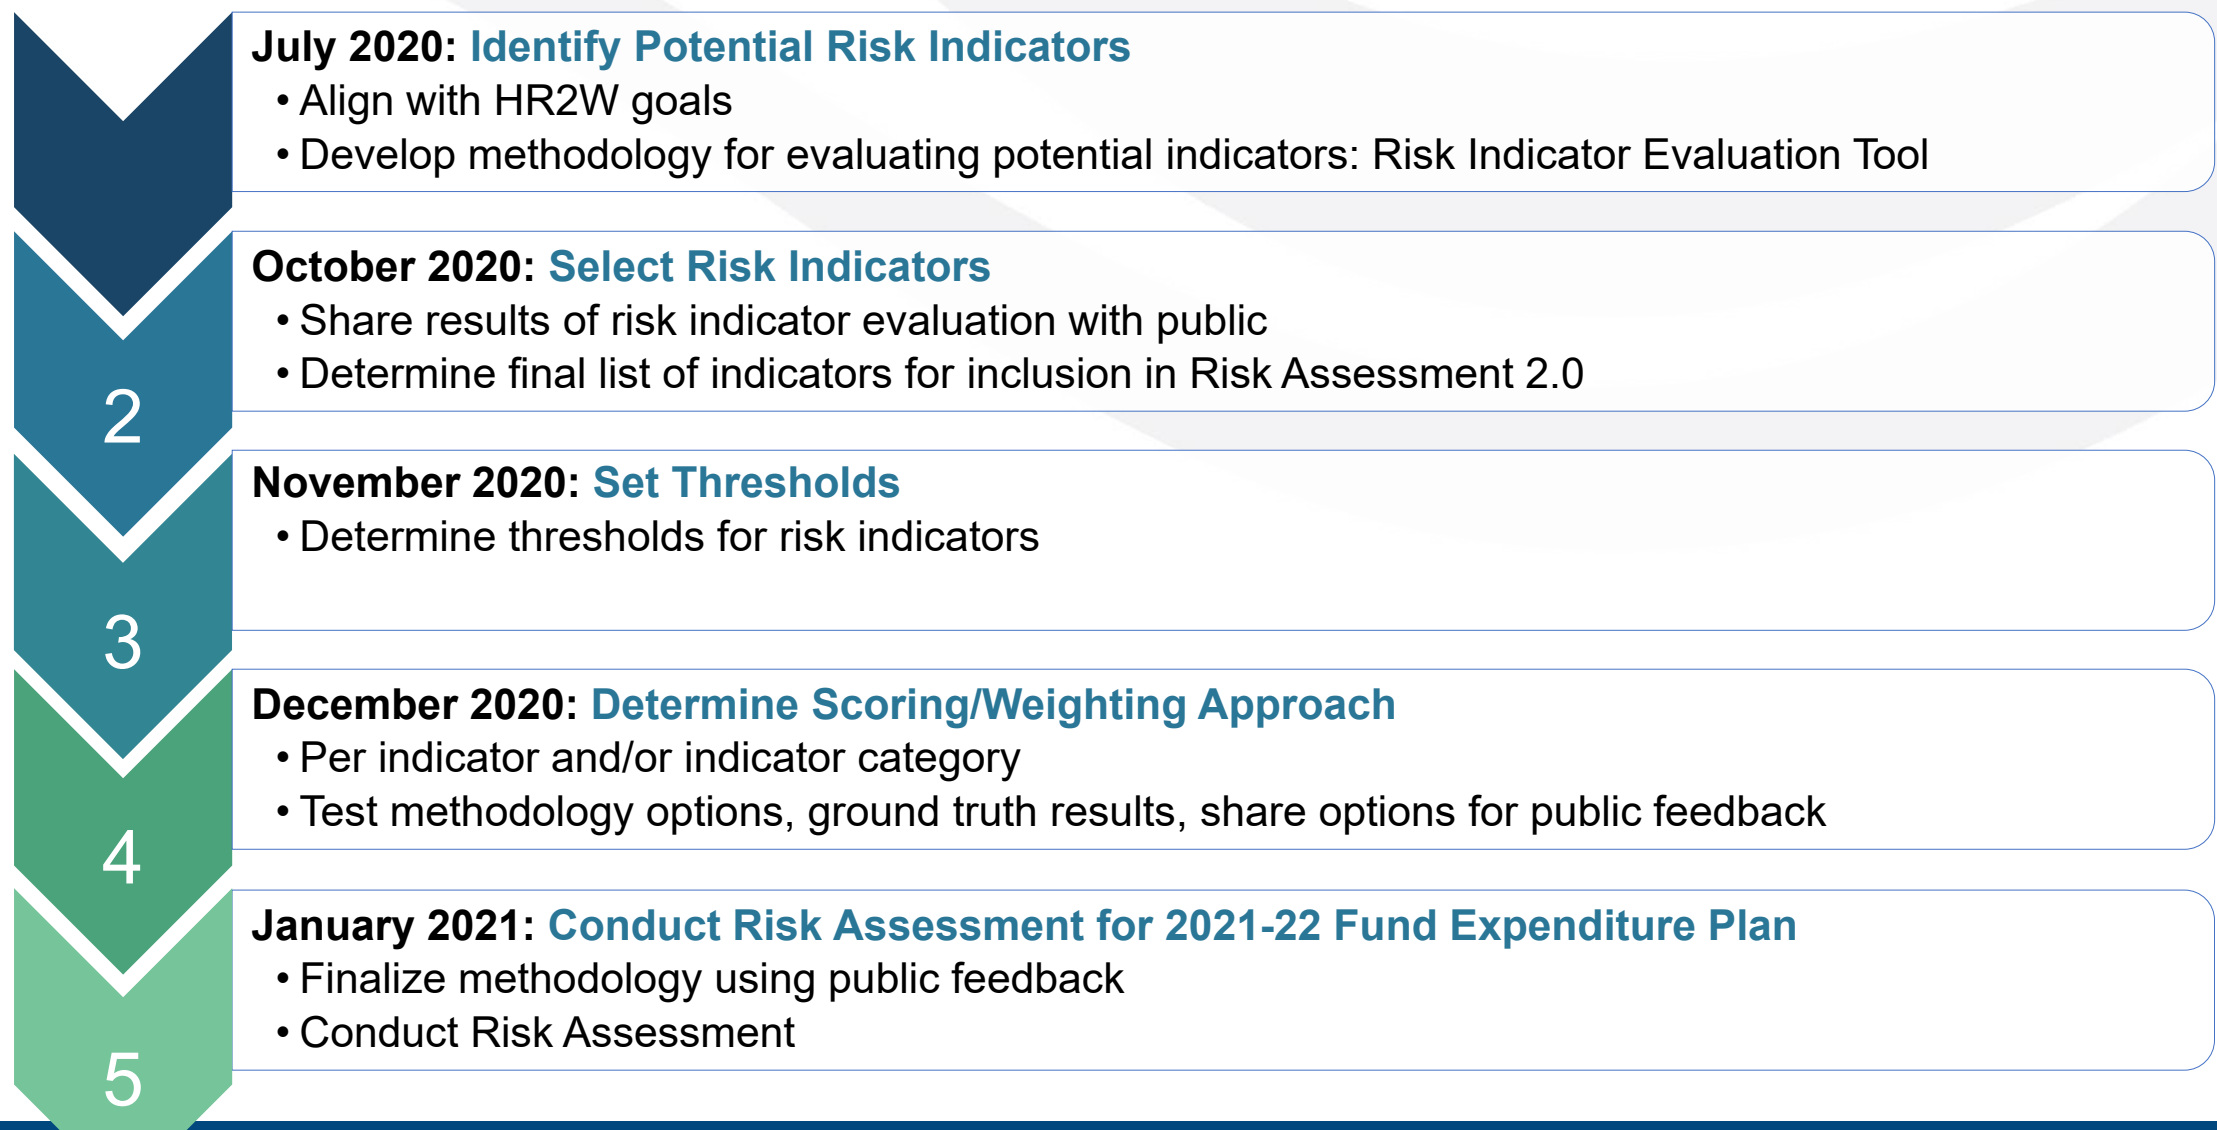 July 2020: Identify Potential Risk Indicators
• Align with HR2W goals
• Develop methodology for evaluating potential indicators: Risk Indicator Evaluation Tool
2
October 2020: Select Risk Indicators
• Share results of risk indicator evaluation with public
• Determine final list of indicators for inclusion in Risk Assessment 2.0
3
November 2020: Set Thresholds
• Determine thresholds for risk indicators
4
December 2020: Determine Scoring/Weighting Approach
• Per indicator and/or indicator category
• Test methodology options, ground truth results, share options for public feedback
5
January 2021: Conduct Risk Assessment for 2021-22 Fund Expenditure Plan
• Finalize methodology using public feedback
• Conduct Risk Assessment